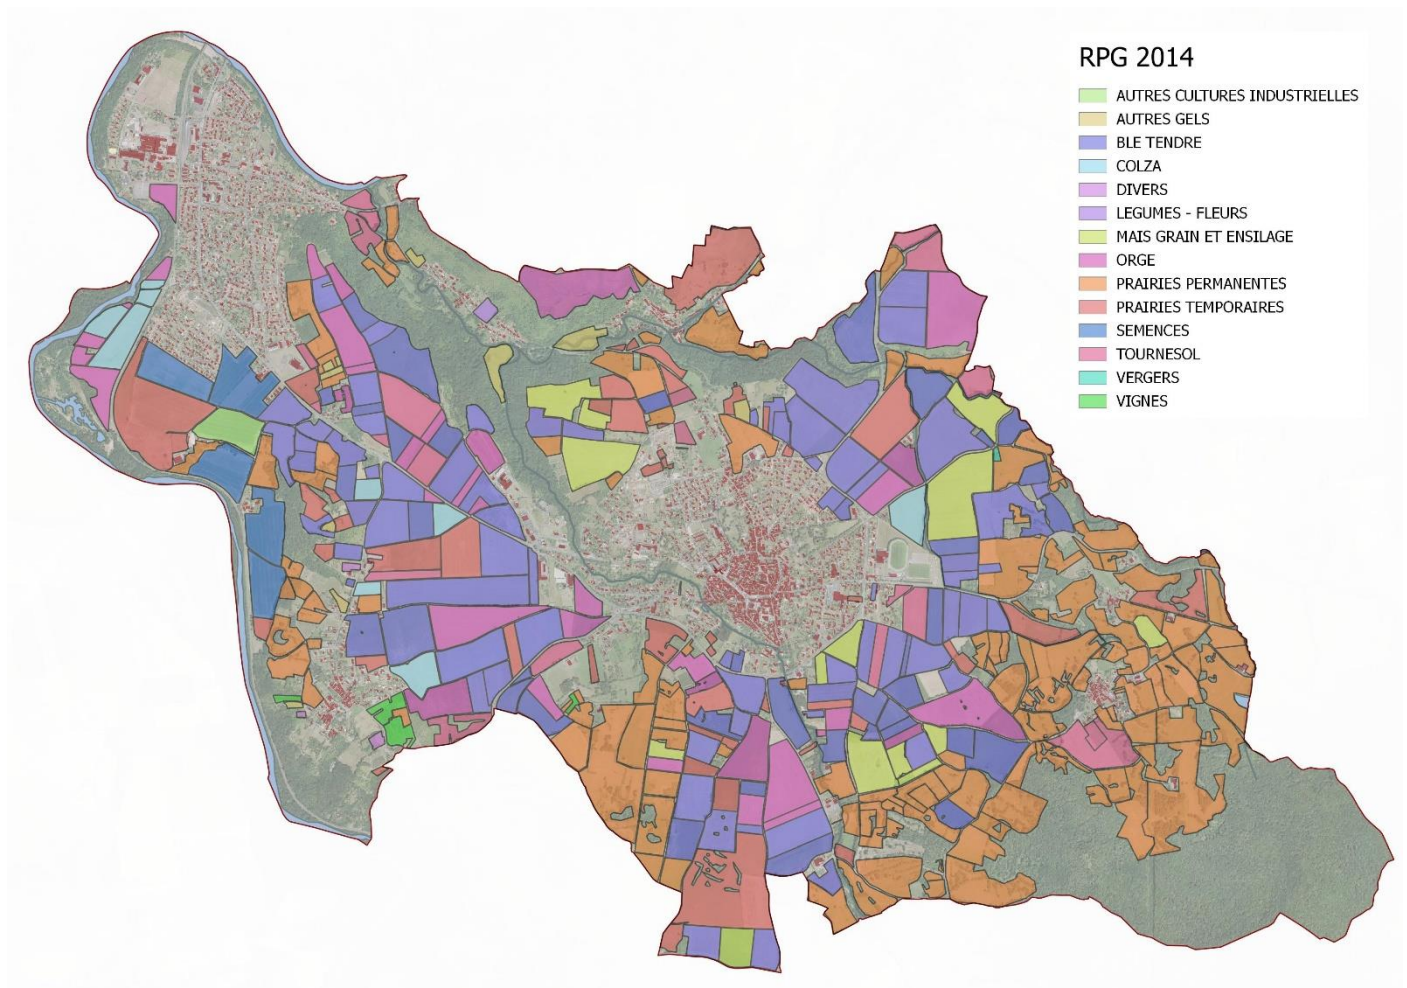 RPG 2014
AUTRES CULTURES INDUSTRIELLES
AUTRES GELS
BLE TENDRE
COLZA
DIVERS
LEGUMES - FLEURS
MAIS GRAIN ET ENSILAGE
ORGE
PRAIRIES PERMANENTES
PRAIRIES TEMPORAIRES
SEMENCES
TOURNESOL
VERGERS
VIGNES